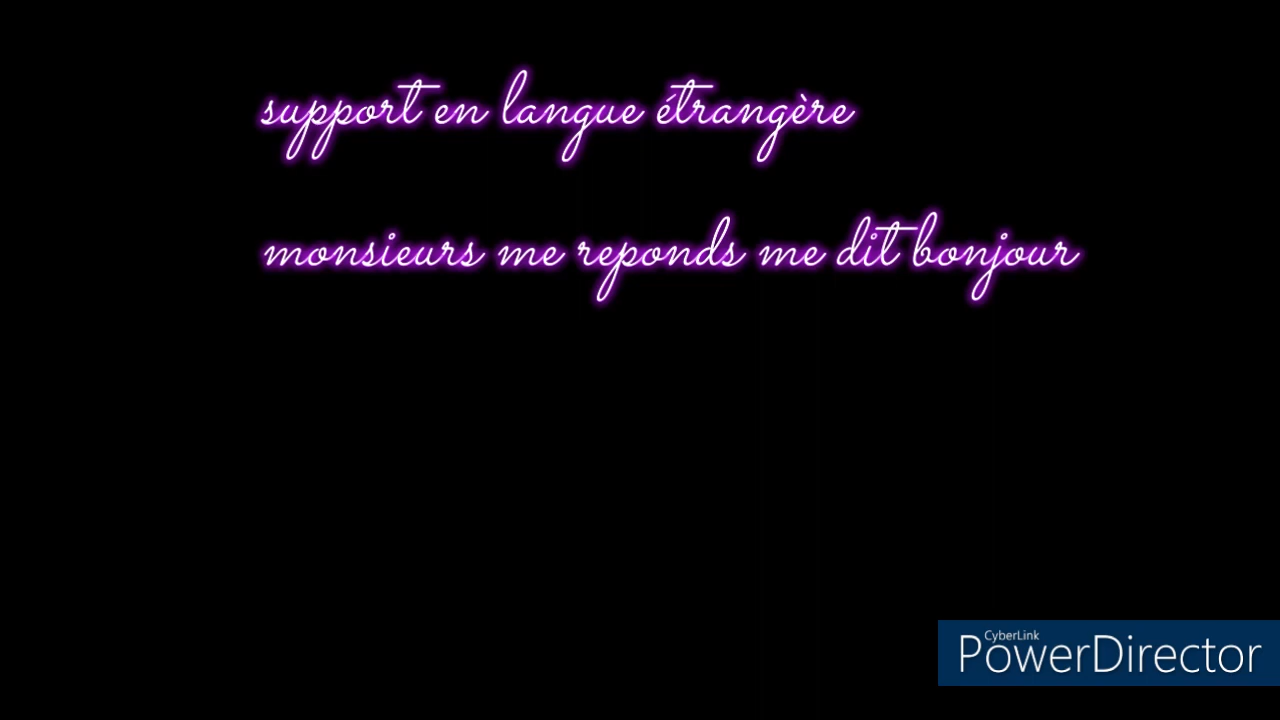 support en langue étrangère
monsieurs me reponds me dit bonjour
CyberLink
PowerDirector